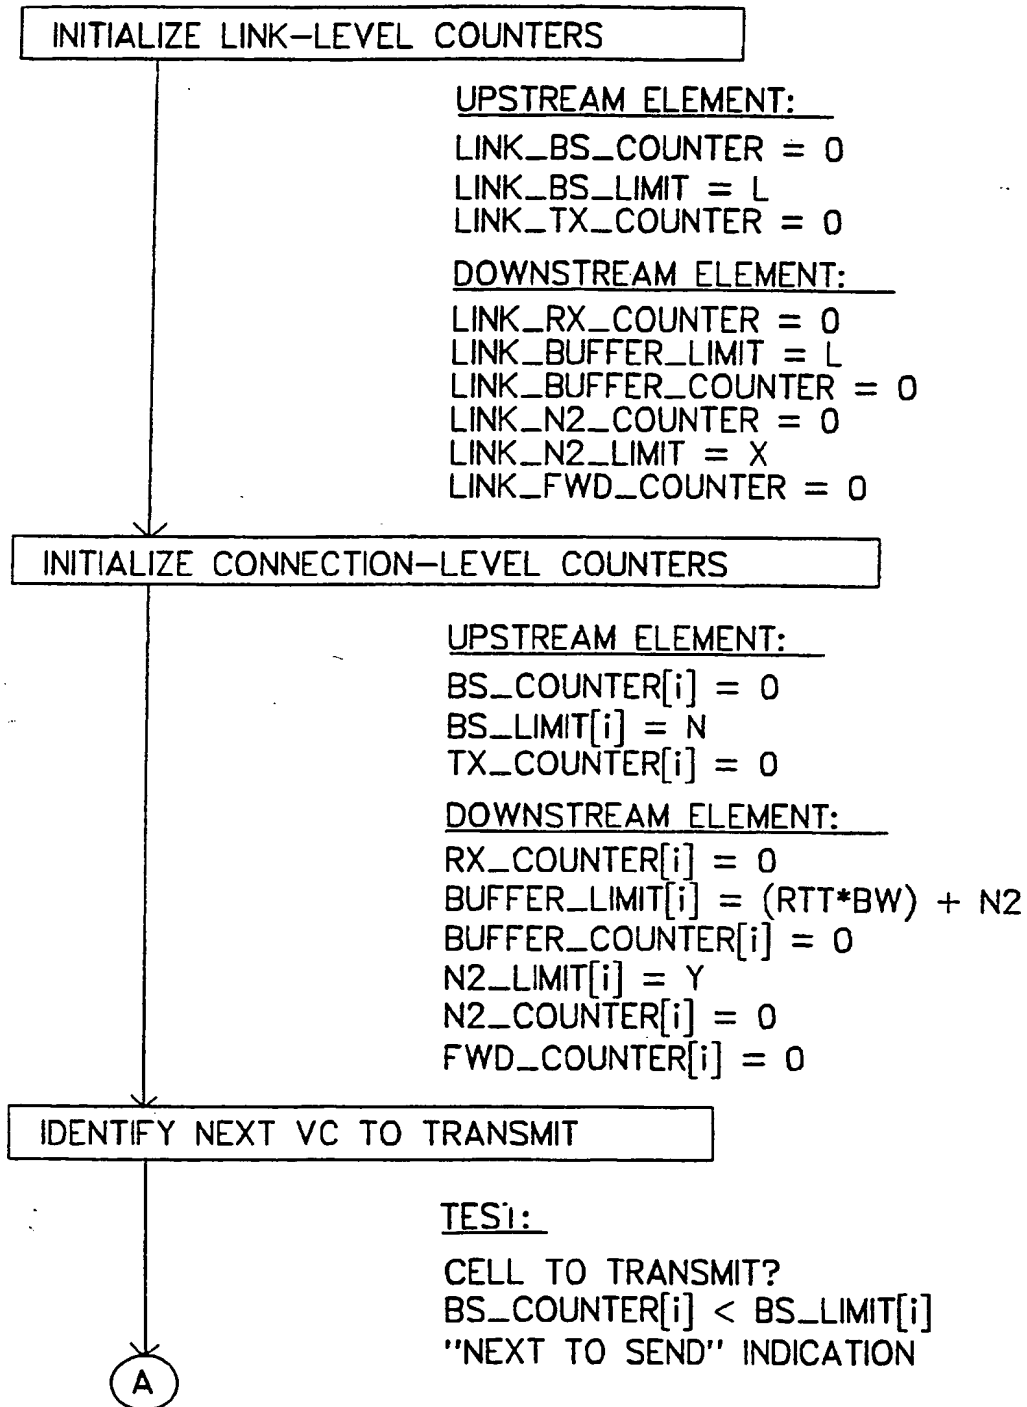 INITIALIZE LINK-LEVEL COUNTERS
UPSTREAM ELEMENT:
LINK_BS_COUNTER = 0
LINK_BS_LIMIT = L
LINK_TX_COUNTER = 0
DOWNSTREAM ELEMENT:
LINK_RX_COUNTER = 0
LINK_BUFFER_LIMIT = L
LINK_BUFFER_COUNTER = 0
LINK_N2_COUNTER = 0
LINK_N2_LIMIT = X
LINK_FWD_COUNTER = 0
INITIALIZE CONNECTION-LEVEL COUNTERS
UPSTREAM ELEMENT:
BS_COUNTER[i] = 0
BS_LIMIT[i] = N
TX_COUNTER[i] = 0
DOWNSTREAM ELEMENT:
RX_COUNTER[i] = 0
BUFFER_LIMIT[i] = (RTT*BW) + N2
BUFFER_COUNTER[i] = 0
N2_LIMIT[i] = Y
N2_COUNTER[i] = 0
FWD_COUNTER[i] = 0
IDENTIFY NEXT VC TO TRANSMIT
TEST:
CELL TO TRANSMIT?
BS_COUNTER[i] < BS_LIMIT[i]
"NEXT TO SEND" INDICATION
A